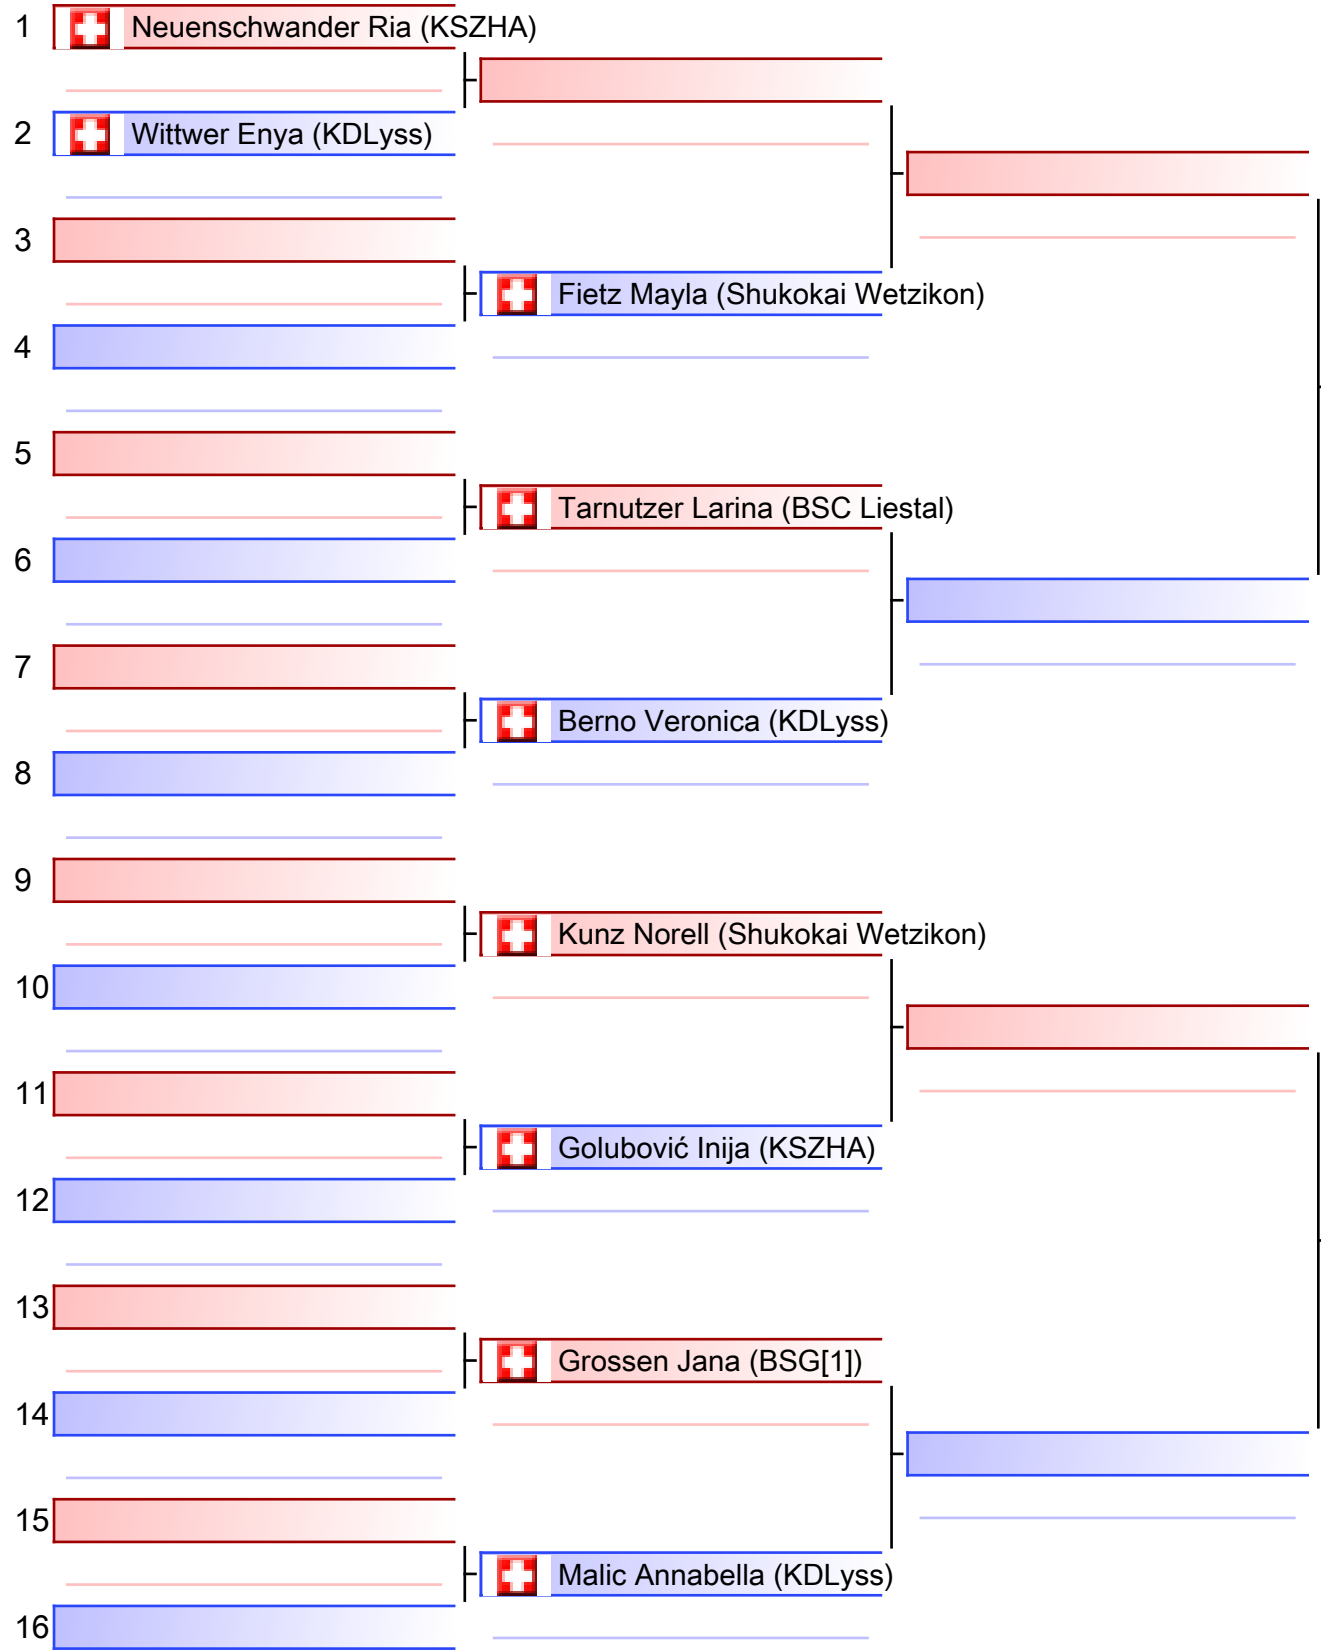 1 Neuenschwander Ria (KSZHA)
2 Wittwer Enya (KDLyss)
3
Fietz Mayla (Shukokai Wetzikon)
4
5
Tarnutzer Larina (BSC Liestal)
6
7
Berno Veronica (KDLyss)
8
9
Kunz Norell (Shukokai Wetzikon)
10
11
Golubović Inija (KSZHA)
12
13
Grossen Jana (BSG[1])
14
15
Malic Annabella (KDLyss)
16